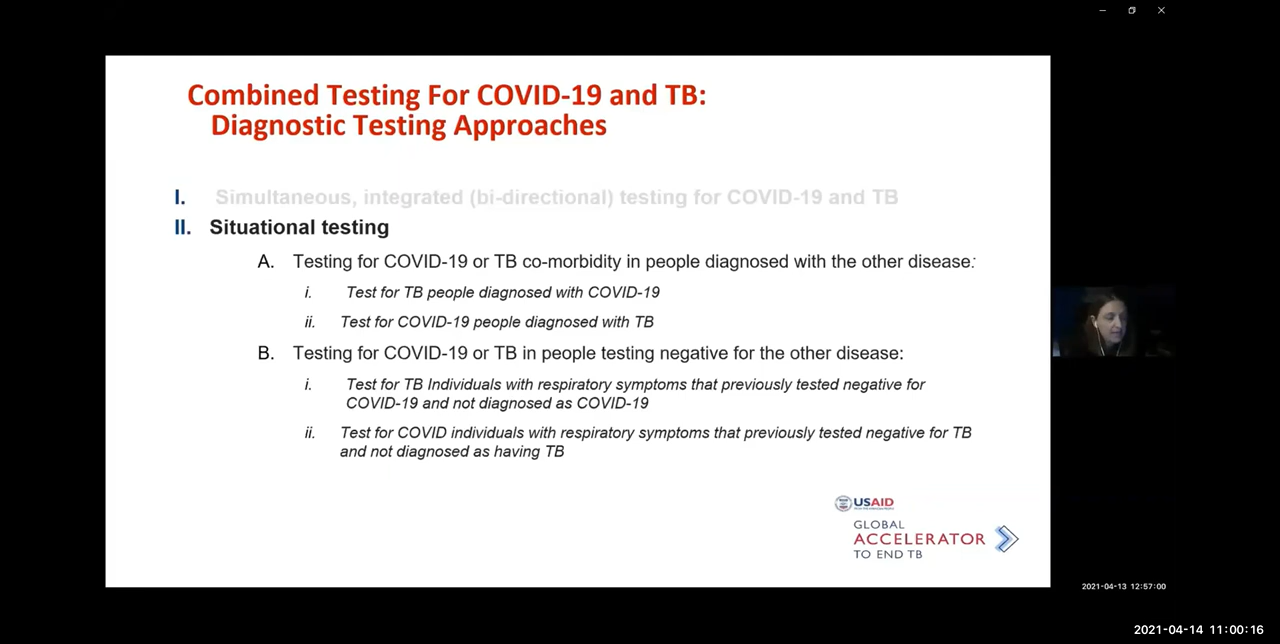 Combined Testing For COVID-19 and TB:
Diagnostic Testing Approaches
I. Simultaneous, integrated (bi-directional) testing for COVID-19 and TB
II. Situational testing
A. Testing for COVID-19 or TB co-morbidity in people diagnosed with the other disease:
i. Test for TB people diagnosed with COVID-19
ii. Test for COVID-19 people diagnosed with TB
B. Testing for COVID-19 or TB in people testing negative for the other disease:
i. Test for TB Individuals with respiratory symptoms that previously tested negative for
COVID-19 and not diagnosed as COVID-19
ii. Test for COVID individuals with respiratory symptoms that previously tested negative for TB
and not diagnosed as having TB
USAID
GLOBAL
ACCELERATOR
TO END TB
2021-04-13 12:57:00
2021-04-14 11:00:16